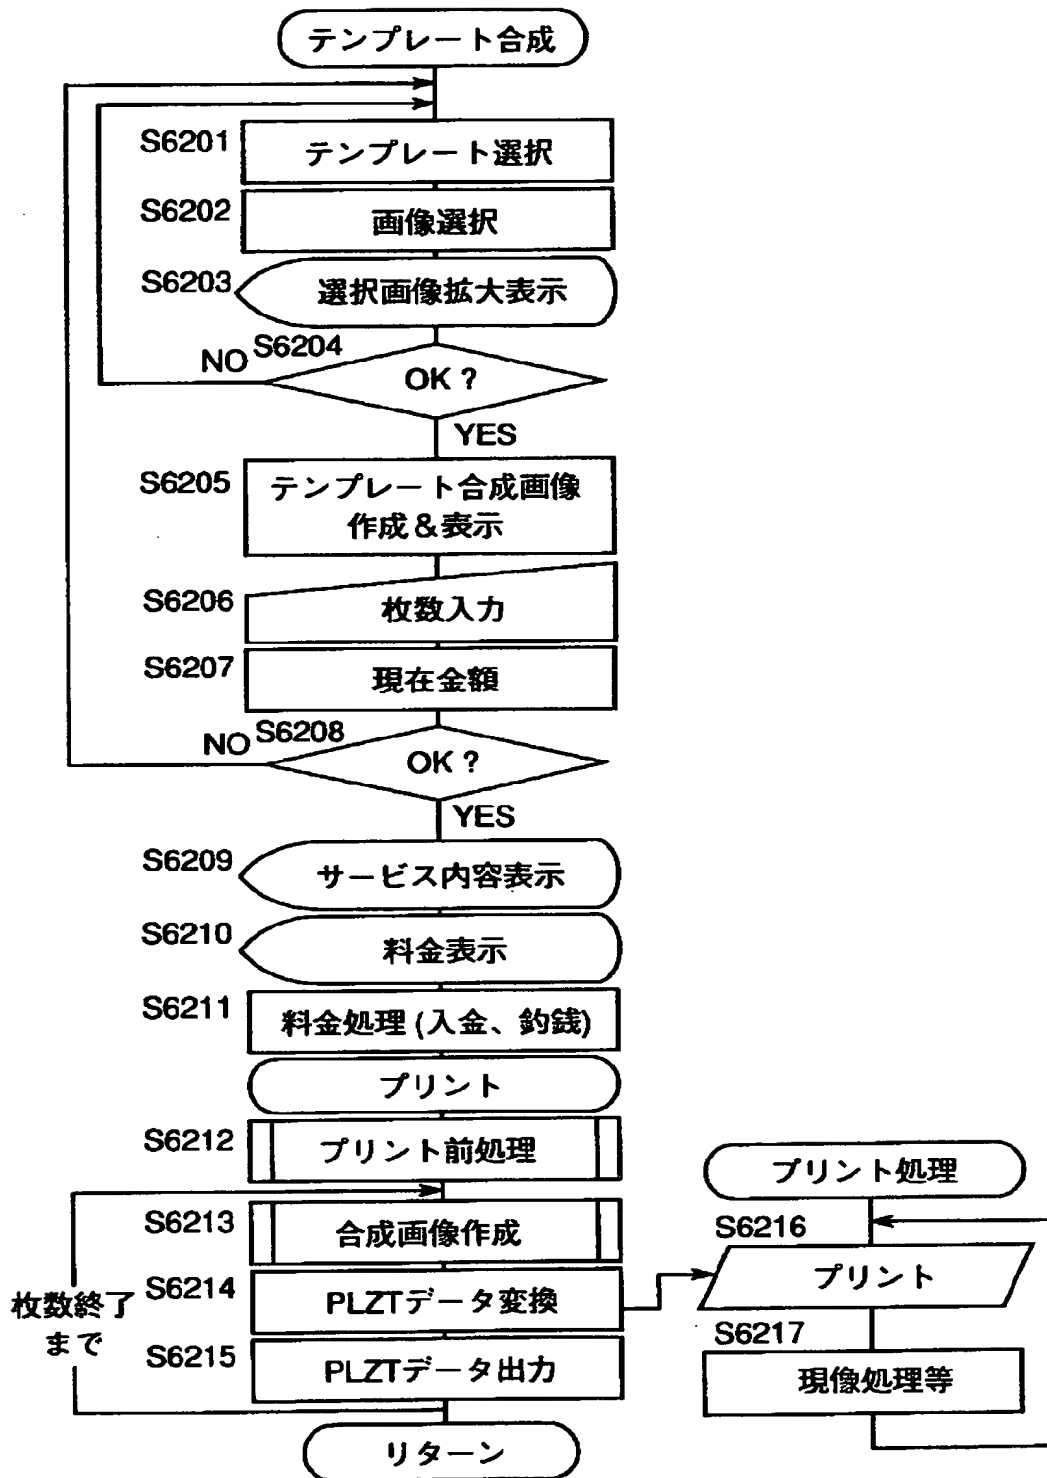 テンプレート合成
S6201
テンプレート選択
S6202
画像選択
S6203
選択画像拡大表示
S6204
NO
OK ?
YES
S6205
テンプレート合成画像
作成&表示
S6206
枚数入力
S6207
現在金額
S6208
NO
OK ?
YES
S6209
サービス内容表示
S6210
料金表示
S6211
料金処理 (入金、釣銭)
プリント
S6212
プリント前処理
S6213
合成画像作成
S6214
PLZTデータ変換
枚数終了
まで
S6215
PLZTデータ出力
リターン
プリント処理
S6216
プリント
S6217
現像処理等